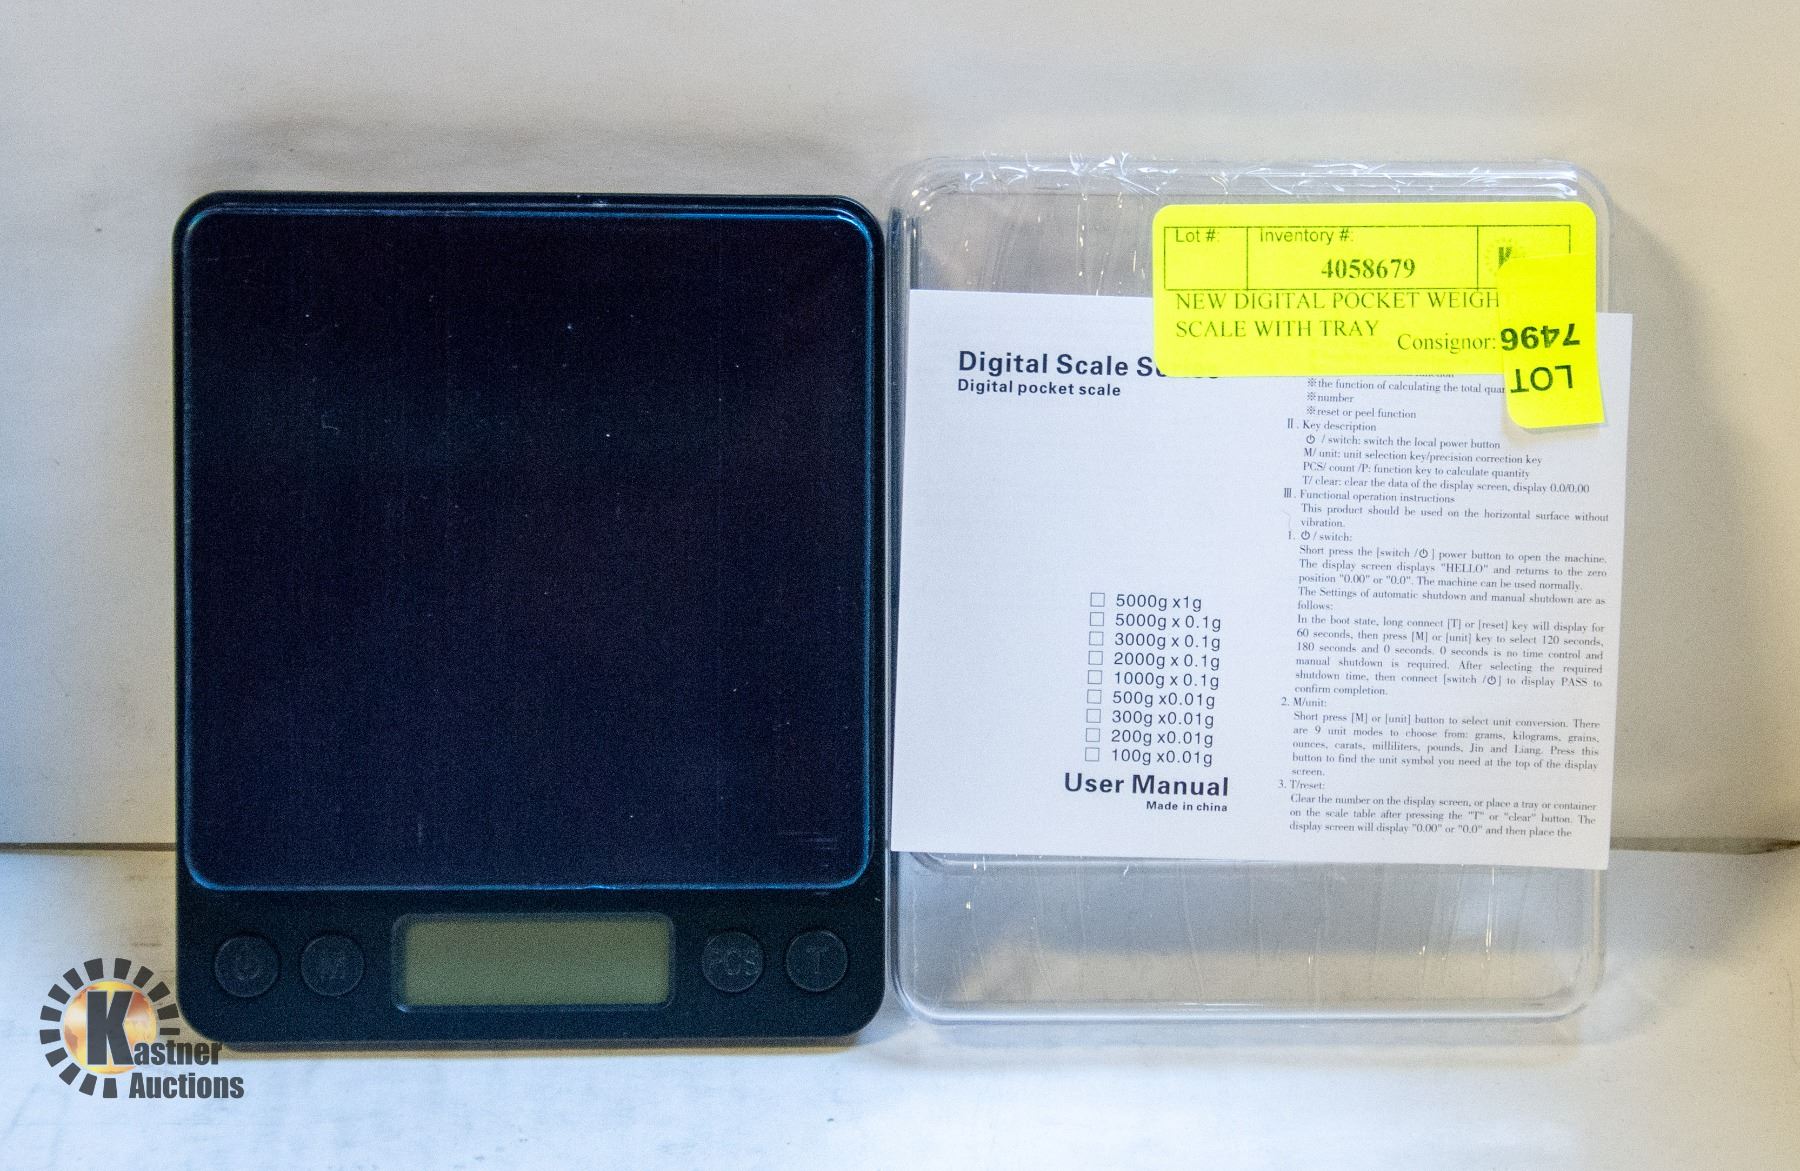 Lot #: Inventory #:
4058679
NEW DIGITAL POCKET WEIGH
SCALE WITH TRAY
Consignor:
LOT
7496
Digital Scale
Digital pocket scale
5000g x1g
5000g x 0.1g
3000g x 0.1g
2000g x 0.1g
1000g x 0.1g
500g x0.01g
300g x0.01g
200g x0.01g
100g x0.01g
User Manual
Made in china
※the function of calculating the total
※number
※reset or peel function
Ⅱ. Key description
⏻ / switch: switch the local power button
M/ unit: unit selection key/precision correction key
PCS/ count /P: function key to calculate quantity
T/ clear: clear the data of the display screen, display 0.0/0.00
Ⅲ. Functional operation instructions
This product should be used on the horizontal surface without
vibration.
1. ⏻ / switch:
Short press the [switch /⏻ ] power button to open the machine.
The display screen displays "HELLO" and returns to the zero
position "0.00" or "0.0". The machine can be used normally.
The Settings of automatic shutdown and manual shutdown are as
follows:
In the boot state, long connect [T] or [reset] key will display for
60 seconds, then press [M] or [unit] key to select 120 seconds,
180 seconds and 0 seconds. 0 seconds is no time control and
manual shutdown is required. After selecting the required
shutdown time, then connect [switch /⏻] to display PASS to
confirm completion.
2. M/unit:
Short press [M] or [unit] button to select unit conversion. There
are 9 unit modes to choose from: grams, kilograms, grains,
ounces, carats, milliliters, pounds, Jin and Liang. Press this
button to find the unit symbol you need at the top of the display
screen.
3. T/reset:
Clear the number on the display screen, or place a tray or container
on the scale table after pressing the "T" or "clear" button. The
display screen will display "0.00" or "0.0" and then place the
M PCS T
Kastner
Auctions